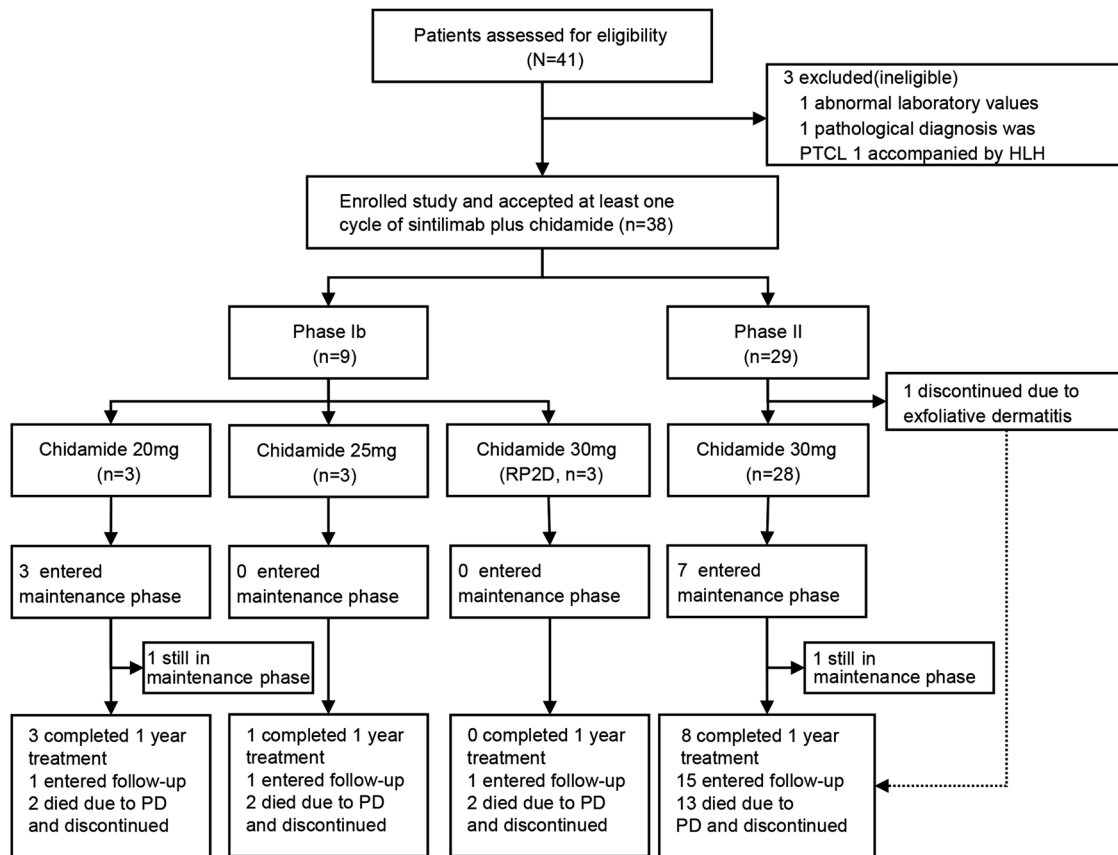 Patients assessed for eligibility
(N=41)
3 excluded(ineligible)
1 abnormal laboratory values
1 pathological diagnosis was
PTCL 1 accompanied by HLH
Enrolled study and accepted at least one
cycle of sintilimab plus chidamide (n=38)
Phase Ib
(n=9)
Phase II
(n=29)
1 discontinued due to
exfoliative dermatitis
Chidamide 20mg
(n=3)
Chidamide 25mg
(n=3)
Chidamide 30mg
(RP2D, n=3)
Chidamide 30mg
(n=28)
3 entered
maintenance phase
0 entered
maintenance phase
0 entered
maintenance phase
7 entered
maintenance phase
1 still in
maintenance phase
1 still in
maintenance phase
3 completed 1 year
treatment
1 entered follow-up
2 died due to PD
and discontinued
1 completed 1 year
treatment
1 entered follow-up
2 died due to PD
and discontinued
0 completed 1 year
treatment
1 entered follow-up
2 died due to PD
and discontinued
8 completed 1 year
treatment
15 entered follow-up
13 died due to
PD and discontinued